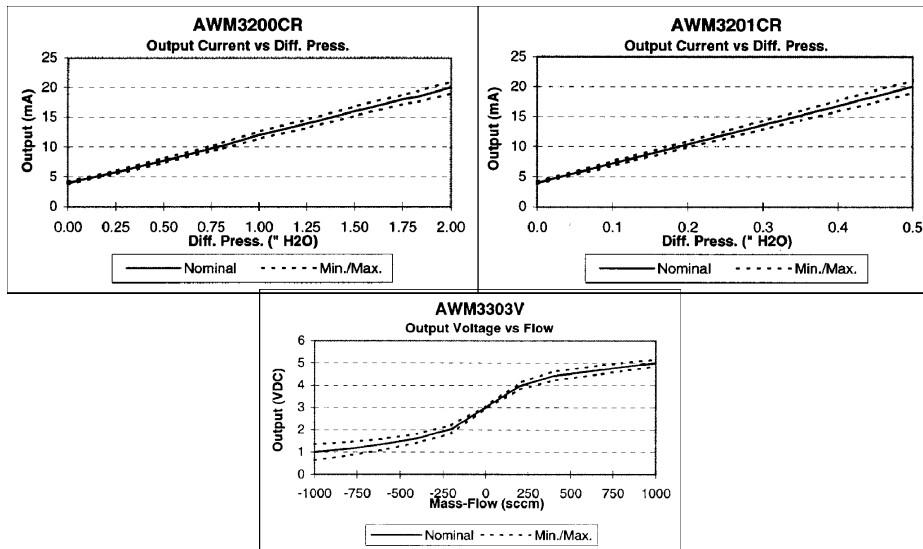 AWM3200CR
Output Current vs Diff. Press.
Output (mA)
25
20
15
10
5
0
0.00 0.25 0.50 0.75 1.00 1.25 1.50 1.75 2.00
Diff. Press. (" H2O)
Nominal Min./Max.
AWM3201CR
Output Current vs Diff. Press.
Output (mA)
25
20
15
10
5
0
0.0 0.1 0.2 0.3 0.4 0.5
Diff. Press. (" H2O)
Nominal Min./Max.
AWM3303V
Output Voltage vs Flow
Output (VDC)
6
5
4
3
2
1
0
-1000 -750 -500 -250 0 250 500 750 1000
Mass-Flow (sccm)
Nominal Min./Max.